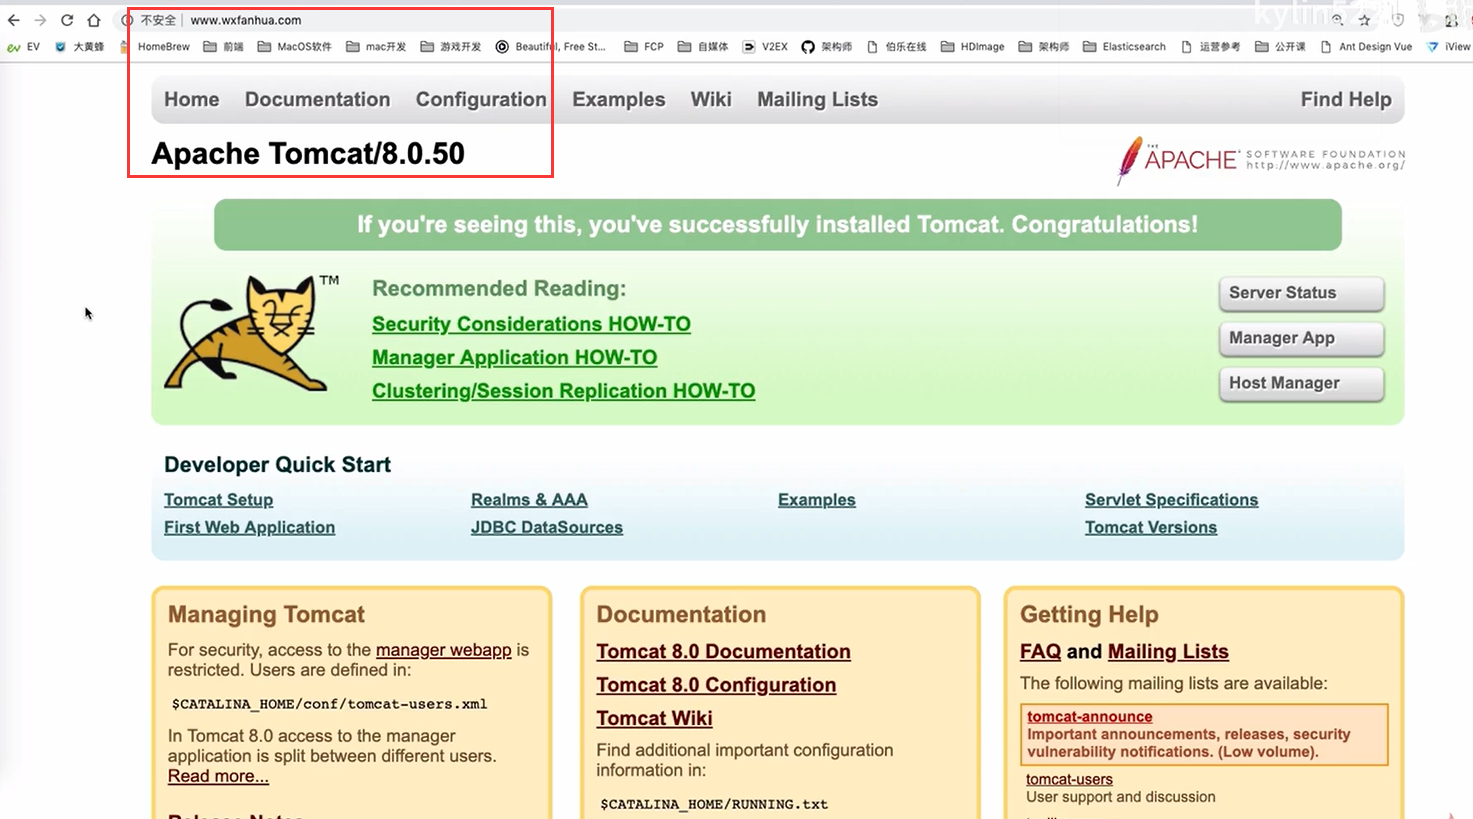 不安全 | www.wxfanhua.com
EV 大黄蜂 HomeBrew 前端 MacOS软件 mac开发 游戏开发 Beautiful, Free St... FCP 自媒体 V2EX 架构师 伯乐在线 HDImage 架构师 Elasticsearch 运营参考 公开课 Ant Design Vue iView
Home Documentation Configuration Examples Wiki Mailing Lists Find Help
Apache Tomcat/8.0.50
THE APACHE SOFTWARE FOUNDATION
http://www.apache.org/
If you're seeing this, you've successfully installed Tomcat. Congratulations!
TM
Recommended Reading:
Security Considerations HOW-TO
Manager Application HOW-TO
Clustering/Session Replication HOW-TO
Server Status
Manager App
Host Manager
Developer Quick Start
Tomcat Setup
First Web Application
Realms & AAA
JDBC DataSources
Examples
Servlet Specifications
Tomcat Versions
Managing Tomcat
For security, access to the manager webapp is
restricted. Users are defined in:
$CATALINA_HOME/conf/tomcat-users.xml
In Tomcat 8.0 access to the manager
application is split between different users.
Read more...
Release Notes
Documentation
Tomcat 8.0 Documentation
Tomcat 8.0 Configuration
Tomcat Wiki
Find additional important configuration
information in:
$CATALINA_HOME/RUNNING.txt
Getting Help
FAQ and Mailing Lists
The following mailing lists are available:
tomcat-announce
Important announcements, releases, security
vulnerability notifications. (Low volume).
tomcat-users
User support and discussion